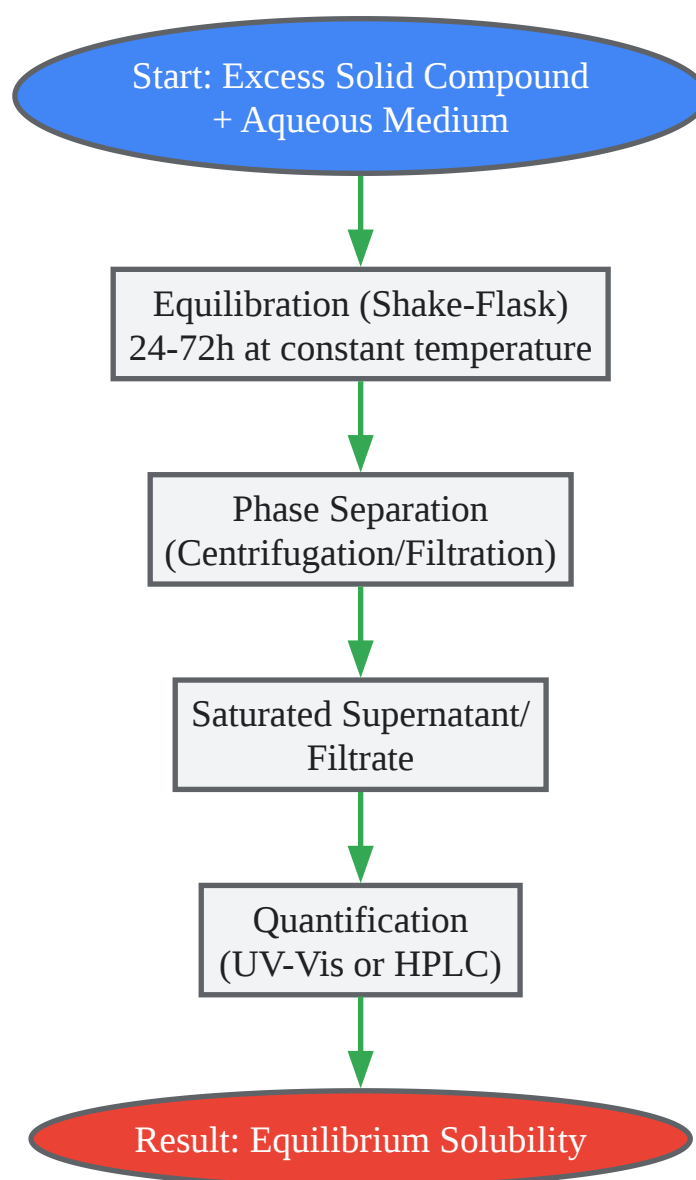 Start: Excess Solid Compound
+ Aqueous Medium
Equilibration (Shake-Flask)
24-72h at constant temperature
Phase Separation
(Centrifugation/Filtration)
Saturated Supernatant/
Filtrate
Quantification
(UV-Vis or HPLC)
Result: Equilibrium Solubility